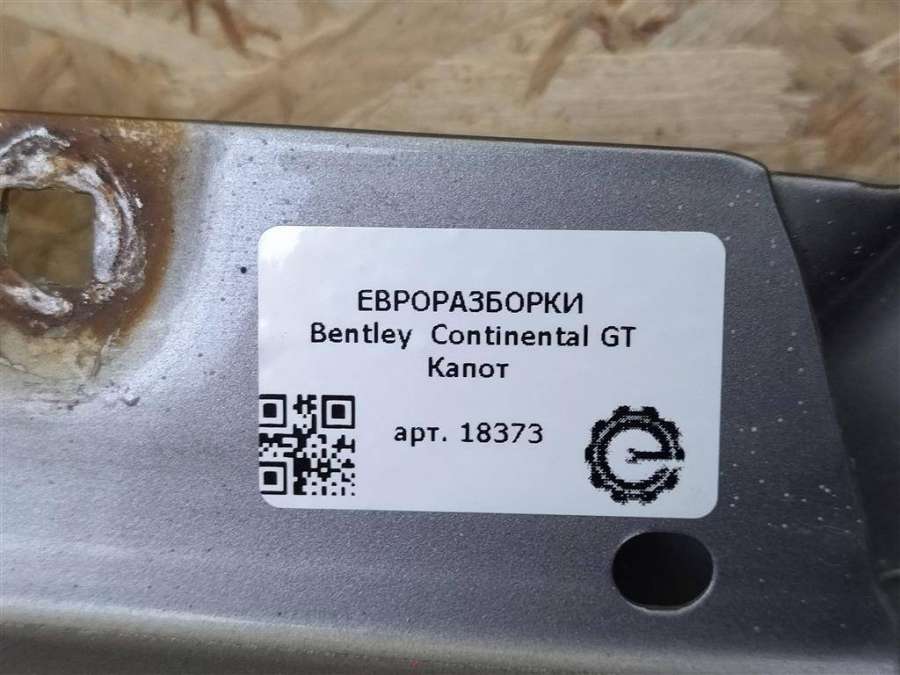 ЕВРОРАЗБОРКИ
Bentley Continental GT
Капот
арт. 18373